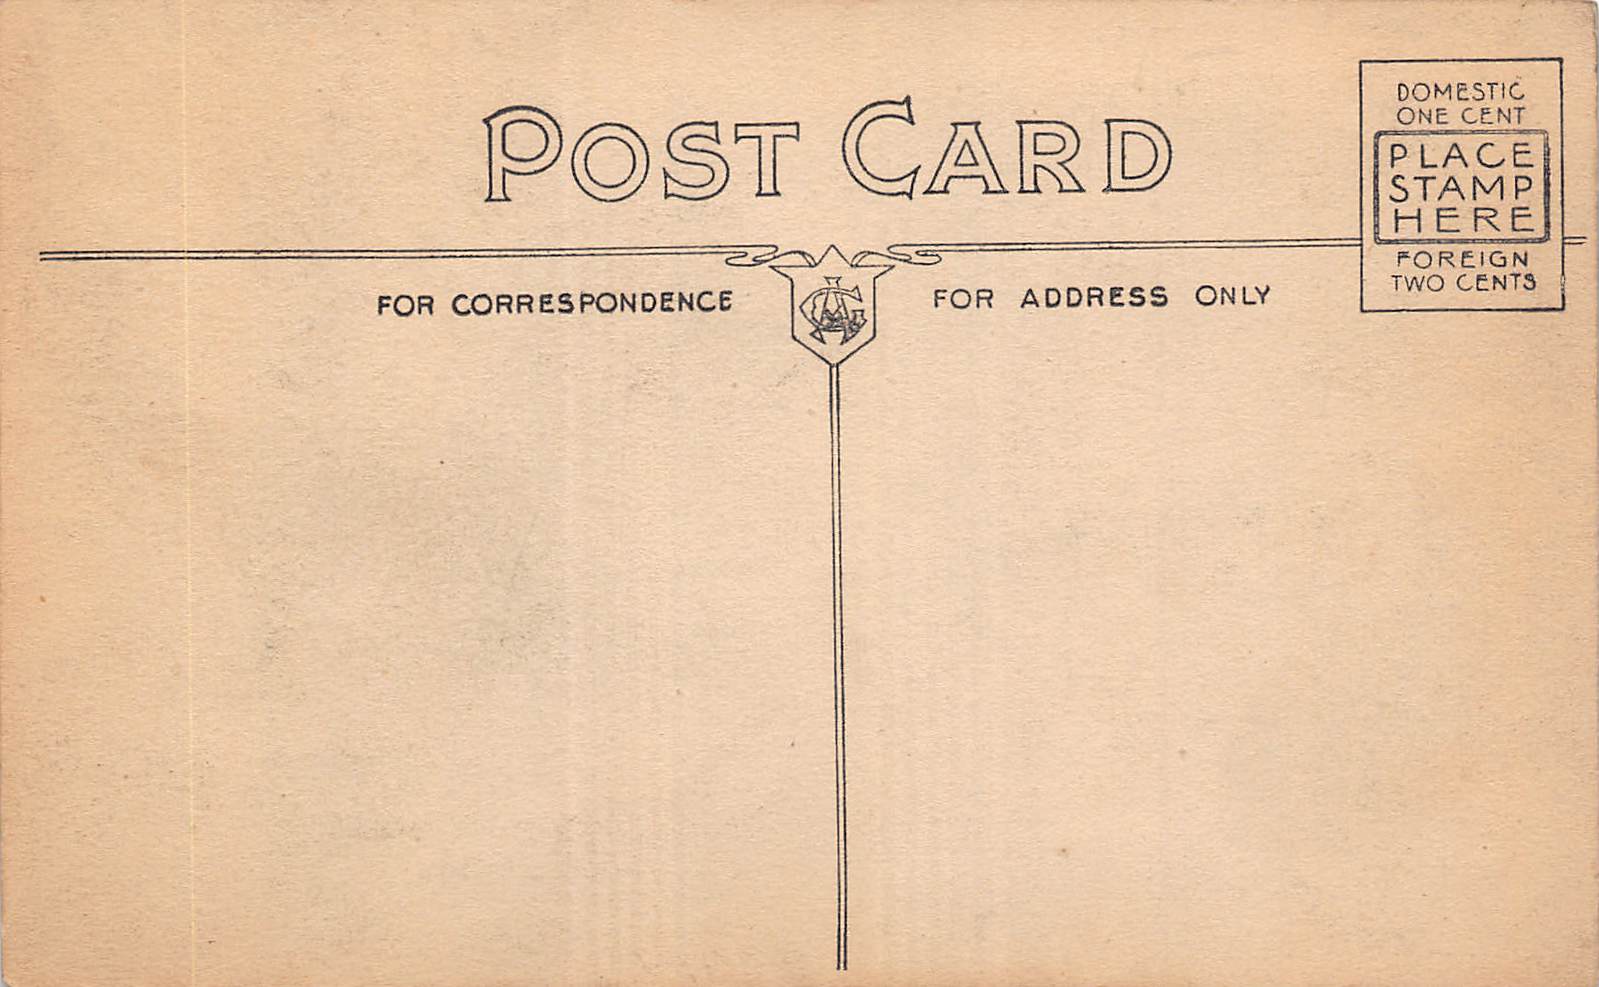 POST CARD
DOMESTIC
ONE CENT
PLACE
STAMP
HERE
FOREIGN
TWO CENTS
FOR CORRESPONDENCE
FOR ADDRESS ONLY